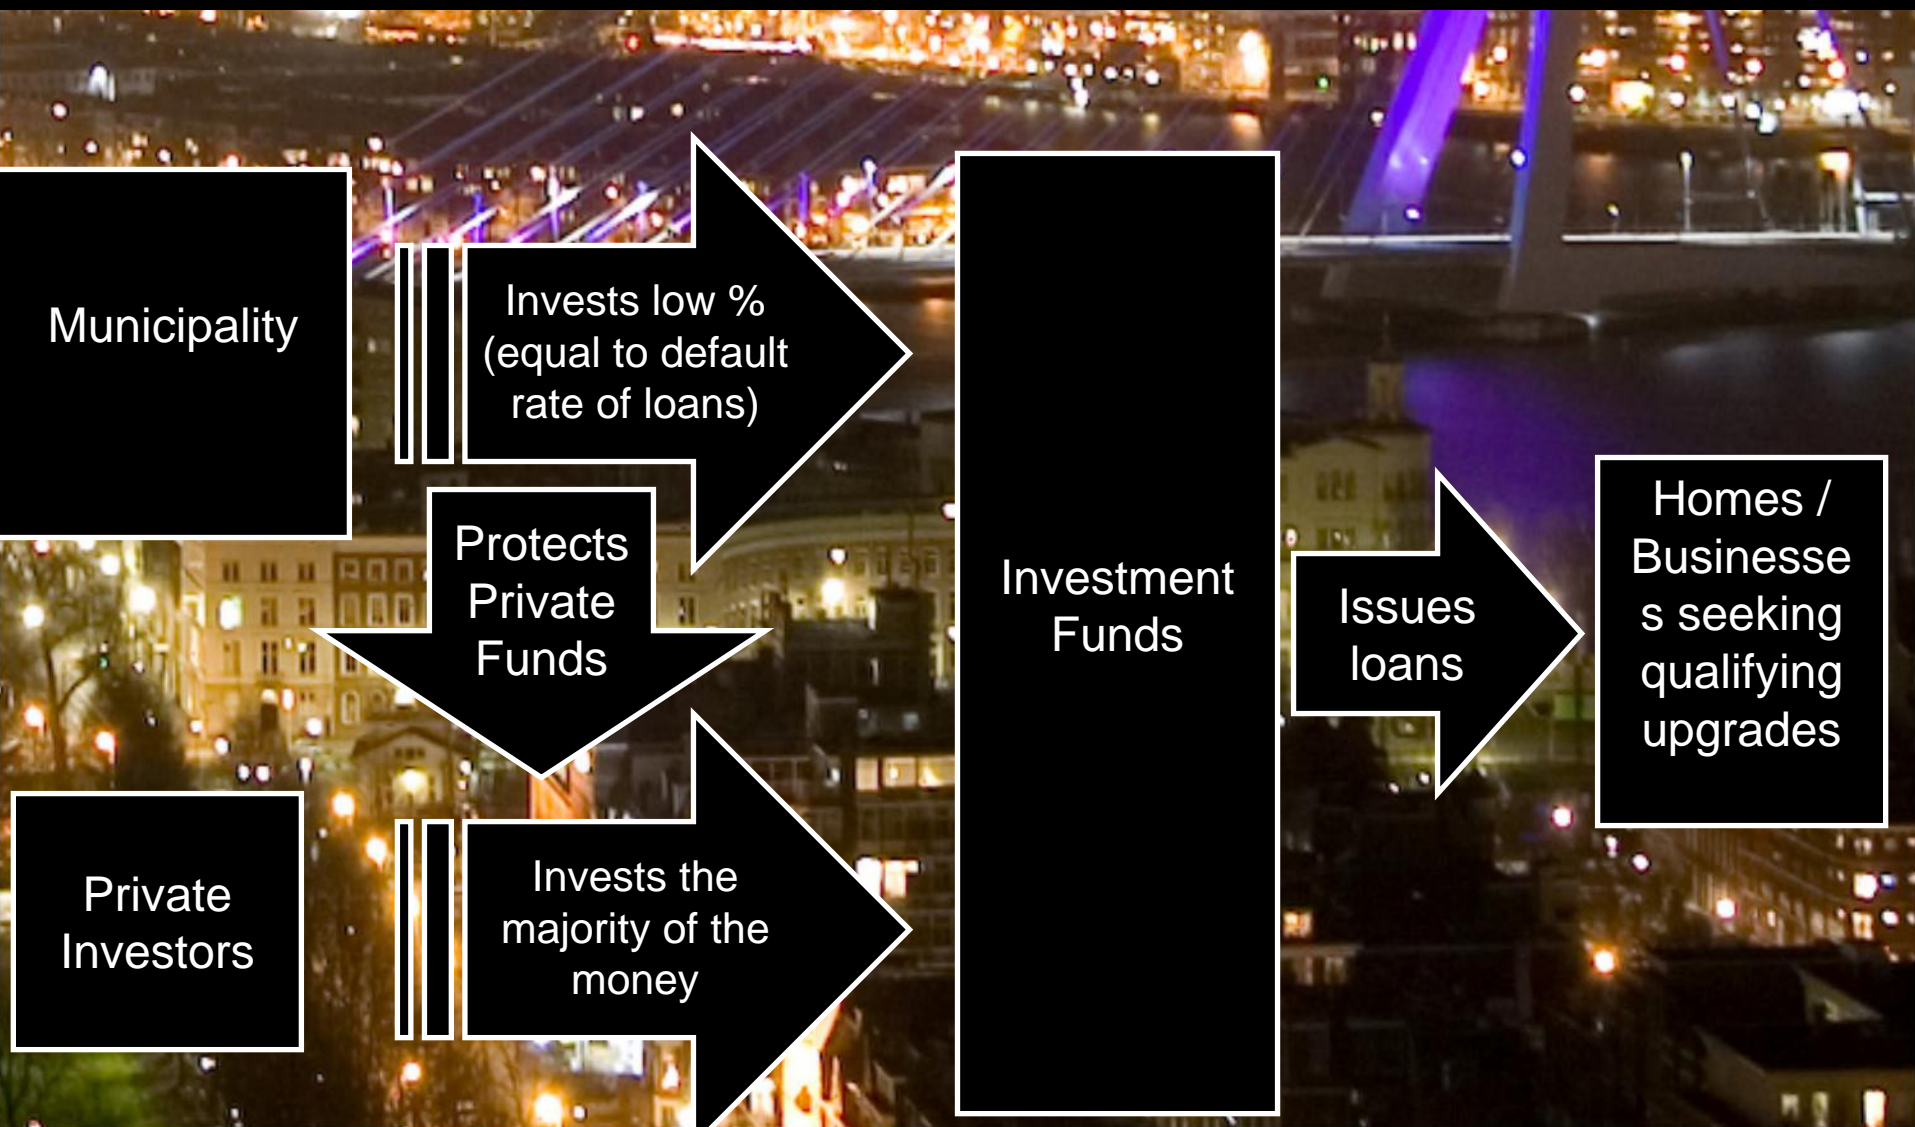 Municipality
Invests low %
(equal to default
rate of loans)
Protects
Private
Funds
Private
Investors
Invests the
majority of the
money
Investment
Funds
Issues
loans
Homes /
Businesse
s seeking
qualifying
upgrades